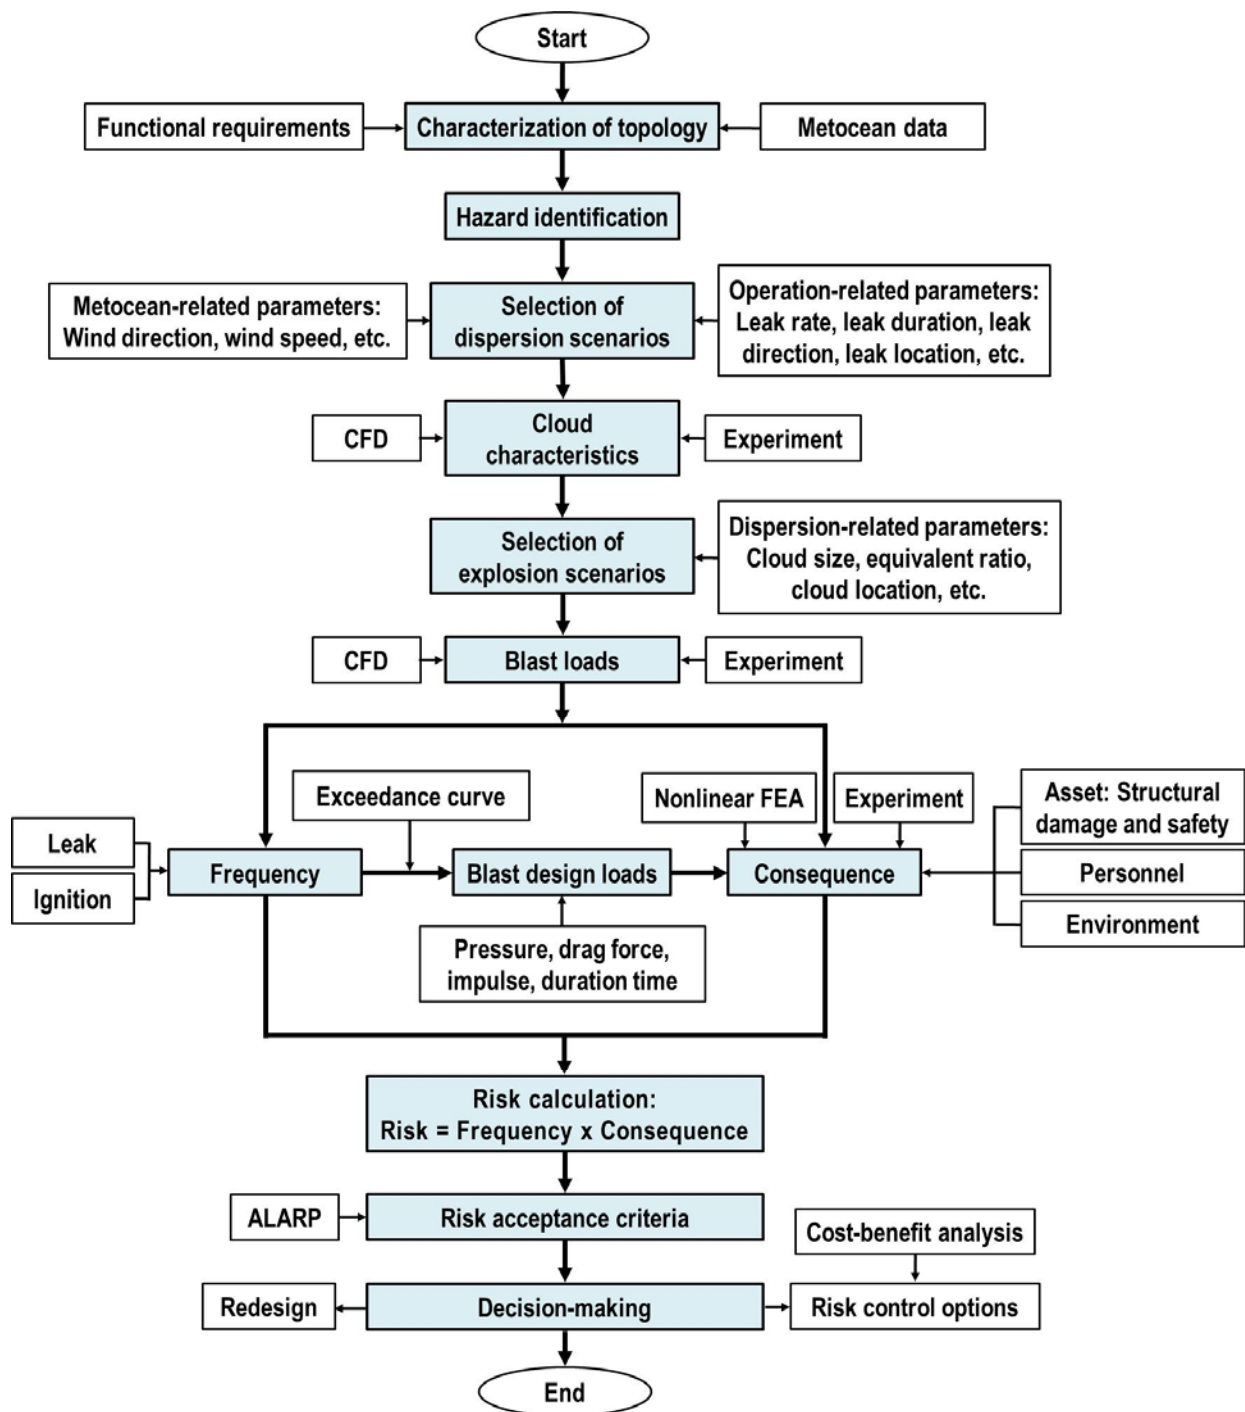 Start
Functional requirements
Characterization of topology
Metocean data
Hazard identification
Metocean-related parameters:
Wind direction, wind speed, etc.
Selection of
dispersion scenarios
Operation-related parameters:
Leak rate, leak duration, leak
direction, leak location, etc.
CFD
Cloud
characteristics
Experiment
Selection of
explosion scenarios
Dispersion-related parameters:
Cloud size, equivalent ratio,
cloud location, etc.
CFD
Blast loads
Experiment
Exceedance curve
Nonlinear FEA
Experiment
Asset: Structural
damage and safety
Leak
Ignition
Frequency
Blast design loads
Consequence
Personnel
Environment
Pressure, drag force,
impulse, duration time
Risk calculation:
Risk = Frequency x Consequence
ALARP
Risk acceptance criteria
Cost-benefit analysis
Redesign
Decision-making
Risk control options
End